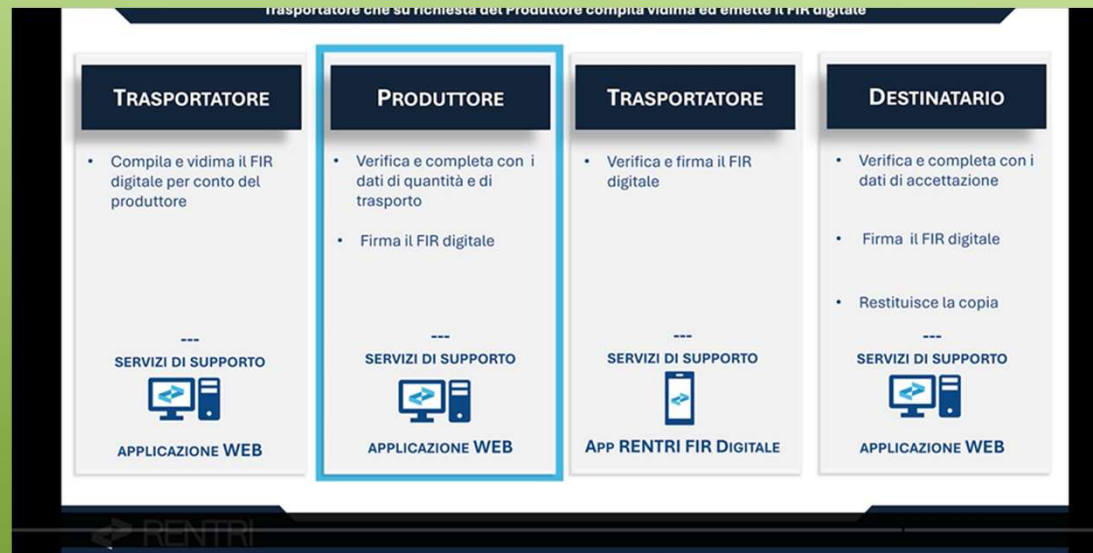 Trasportatore che su richiesta del Produttore compila vidima ed emette il FIR digitale
TRASPORTATORE
• Compila e vidima il FIR
digitale per conto del
produttore
---
SERVIZI DI SUPPORTO
APPLICAZIONE WEB
PRODUTTORE
• Verifica e completa con i
dati di quantità e di
trasporto
• Firma il FIR digitale
---
SERVIZI DI SUPPORTO
APPLICAZIONE WEB
TRASPORTATORE
• Verifica e firma il FIR
digitale
---
SERVIZI DI SUPPORTO
APP RENTRI FIR DIGITALE
DESTINATARIO
• Verifica e completa con i
dati di accettazione
• Firma il FIR digitale
• Restituisce la copia
---
SERVIZI DI SUPPORTO
APPLICAZIONE WEB
RENTRI